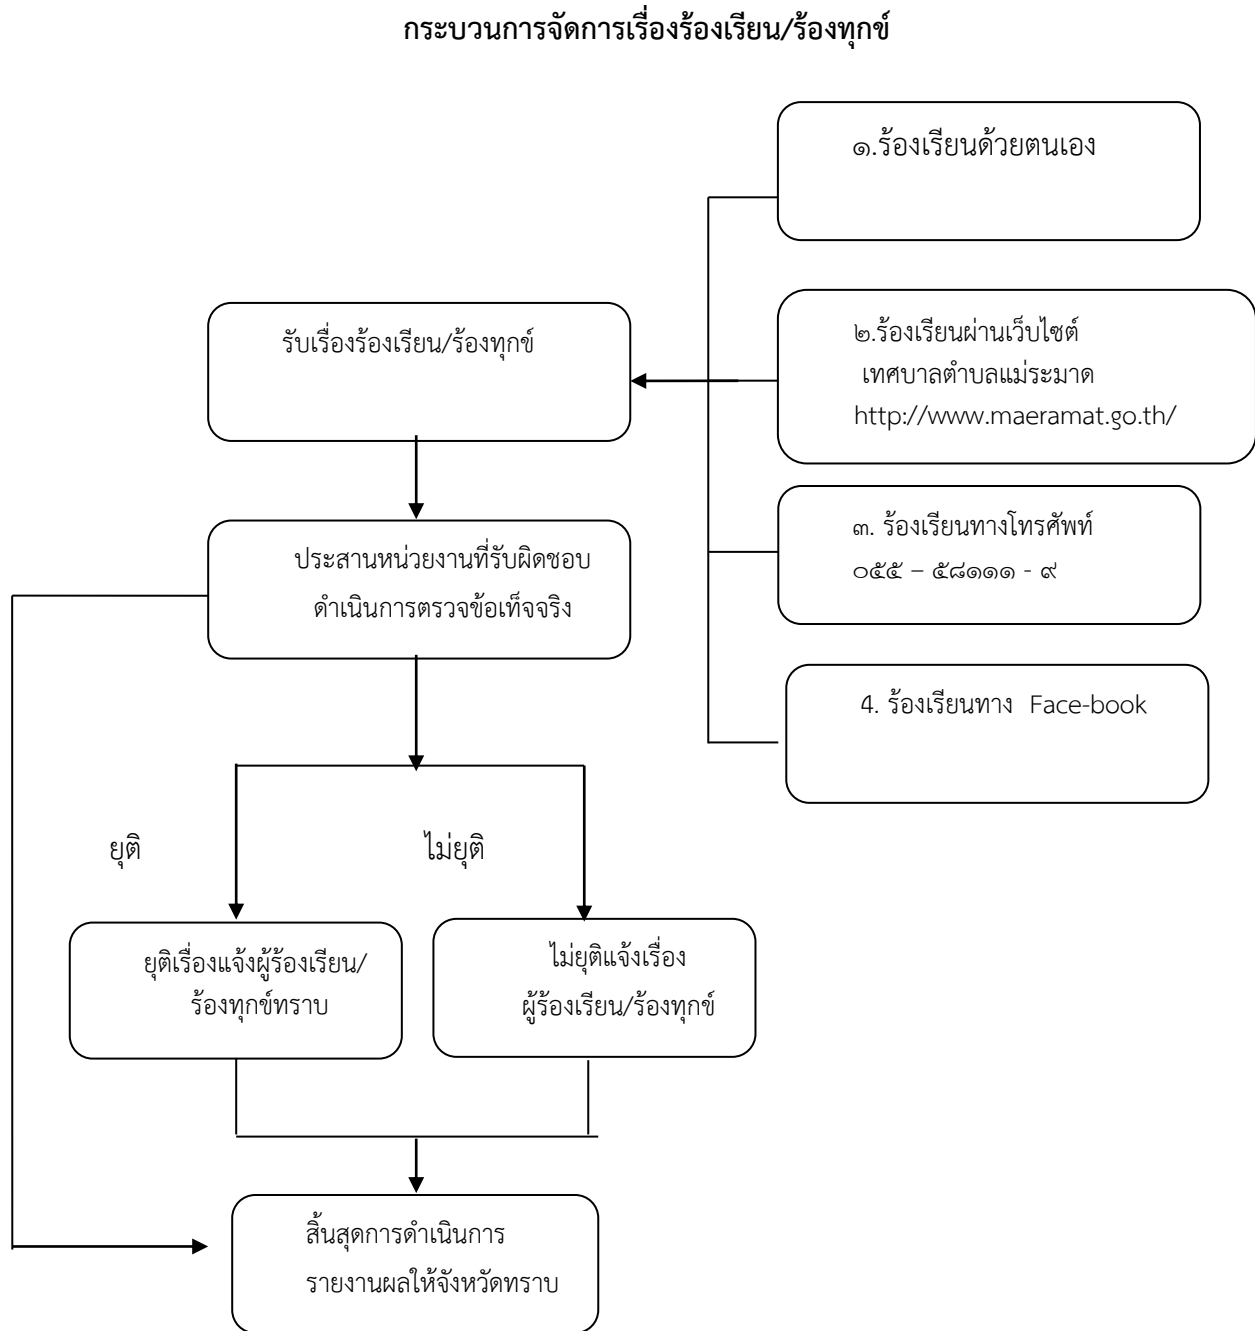 กระบวนการจัดการเรื่องร้องเรียน/ร้องทุกข์
๑.ร้องเรียนด้วยตนเอง
รับเรื่องร้องเรียน/ร้องทุกข์
๒.ร้องเรียนผ่านเว็บไซต์
เทศบาลตำบลแม่ระมาด
http://www.maeramat.go.th/
ประสานหน่วยงานที่รับผิดชอบ
ดำเนินการตรวจข้อเท็จจริง
๓. ร้องเรียนทางโทรศัพท์
๐๕๕ – ๕๘๑๑๑ - ๙
4. ร้องเรียนทาง Face-book
ยุติ
ไม่ยุติ
ยุติเรื่องแจ้งผู้ร้องเรียน/
ร้องทุกข์ทราบ
ไม่ยุติแจ้งเรื่อง
ผู้ร้องเรียน/ร้องทุกข์
สิ้นสุดการดำเนินการ
รายงานผลให้จังหวัดทราบ